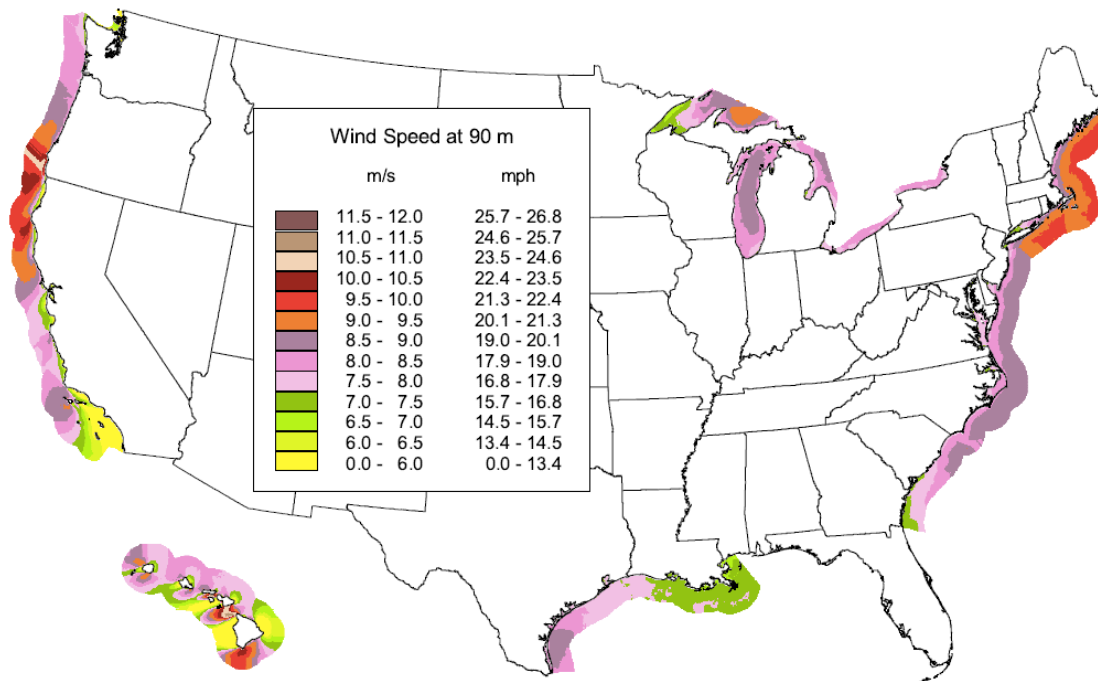 Wind Speed at 90 m
m/s mph
11.5 - 12.0 25.7 - 26.8
11.0 - 11.5 24.6 - 25.7
10.5 - 11.0 23.5 - 24.6
10.0 - 10.5 22.4 - 23.5
9.5 - 10.0 21.3 - 22.4
9.0 - 9.5 20.1 - 21.3
8.5 - 9.0 19.0 - 20.1
8.0 - 8.5 17.9 - 19.0
7.5 - 8.0 16.8 - 17.9
7.0 - 7.5 15.7 - 16.8
6.5 - 7.0 14.5 - 15.7
6.0 - 6.5 13.4 - 14.5
0.0 - 6.0 0.0 - 13.4